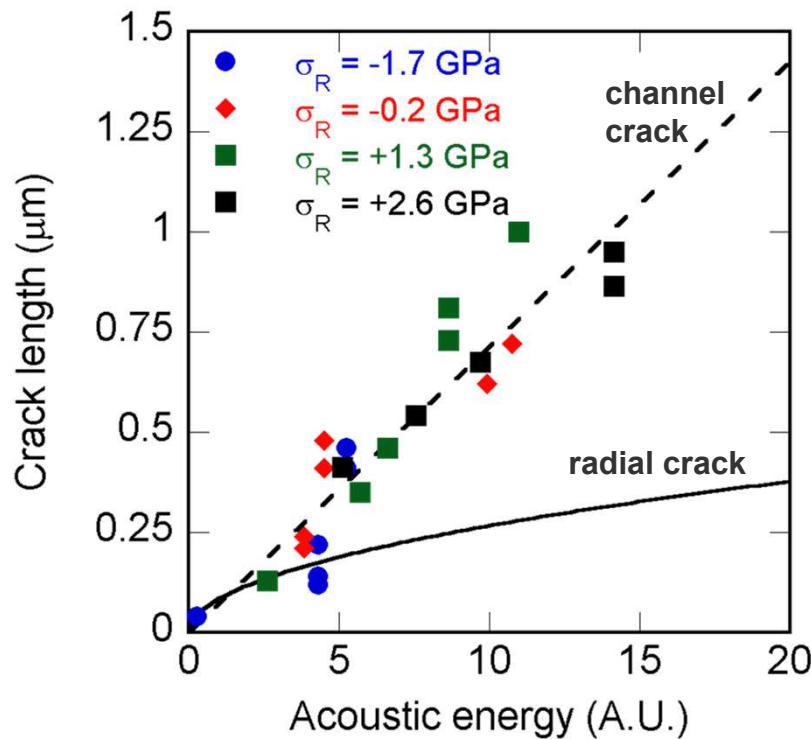 1.5
1.25
1
0.75
0.5
0.25
0
Crack length (μm)
σR = -1.7 GPa
σR = -0.2 GPa
σR = +1.3 GPa
σR = +2.6 GPa
channel
crack
radial crack
0 5 10 15 20
Acoustic energy (A.U.)